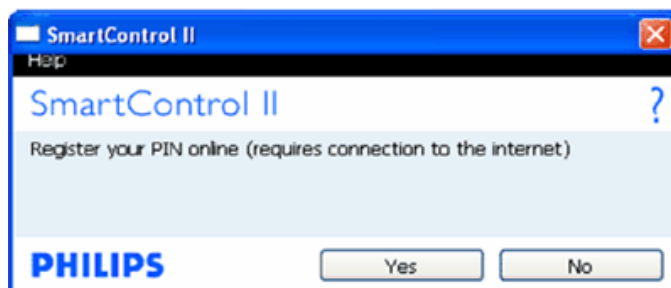 SmartControl II
Help
SmartControl II
?
Register your PIN online (requires connection to the internet)
PHILIPS
Yes
No